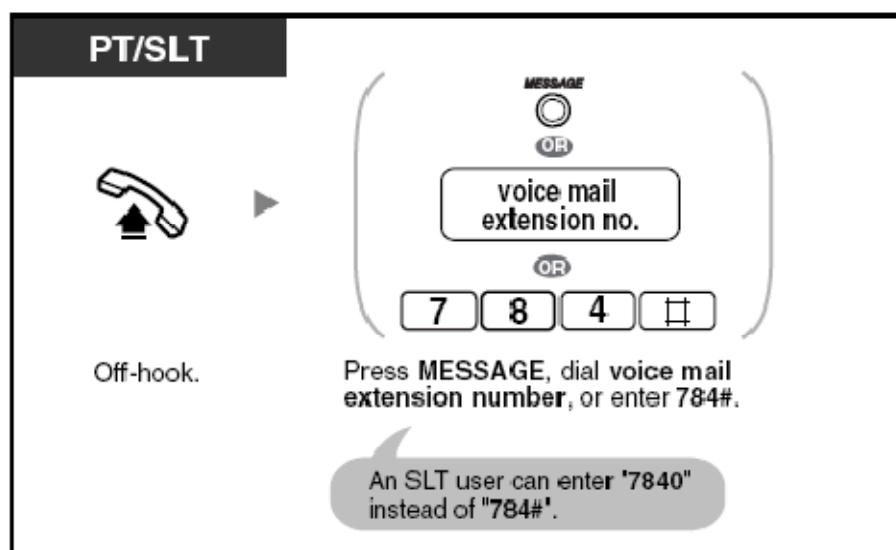 PT/SLT
MESSAGE
OR
voice mail
extension no.
OR
7 8 4 #
Off-hook.
Press MESSAGE, dial voice mail
extension number, or enter 784#.
An SLT user can enter "7840"
instead of "784#".